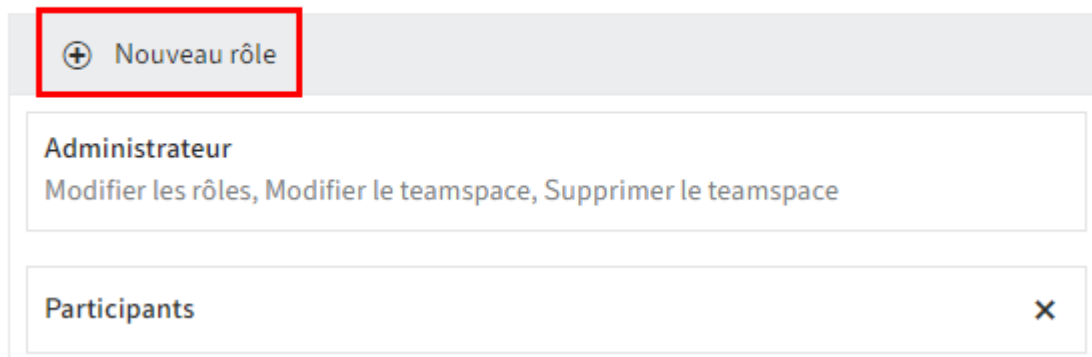 Nouveau rôle
Administrateur
Modifier les rôles, Modifier le teamspace, Supprimer le teamspace
Participants